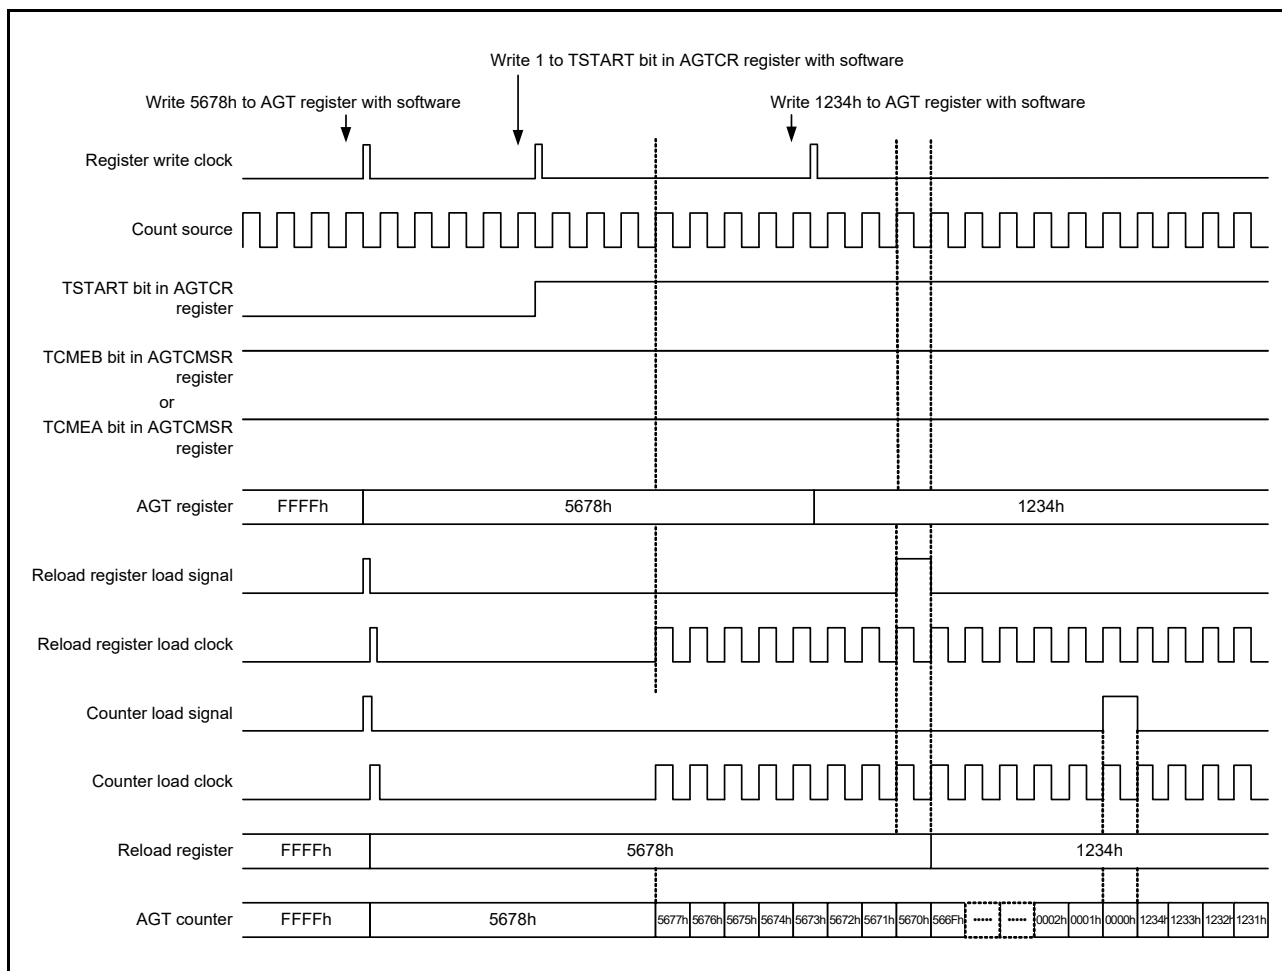 Write 1 to TSTART bit in AGTCR register with software
Write 5678h to AGT register with software
Write 1234h to AGT register with software
Register write clock
Count source
TSTART bit in AGTCR
register
TCMEB bit in AGTCMSR
register
or
TCMEA bit in AGTCMSR
register
AGT register
FFFFh
5678h
1234h
Reload register load signal
Reload register load clock
Counter load signal
Counter load clock
Reload register
FFFFh
5678h
1234h
AGT counter
FFFFh
5678h
5677h
5676h
5675h
5674h
5673h
5672h
5671h
5670h
566Fh
•••••
•••••
0002h
0001h
0000h
1234h
1233h
1232h
1231h